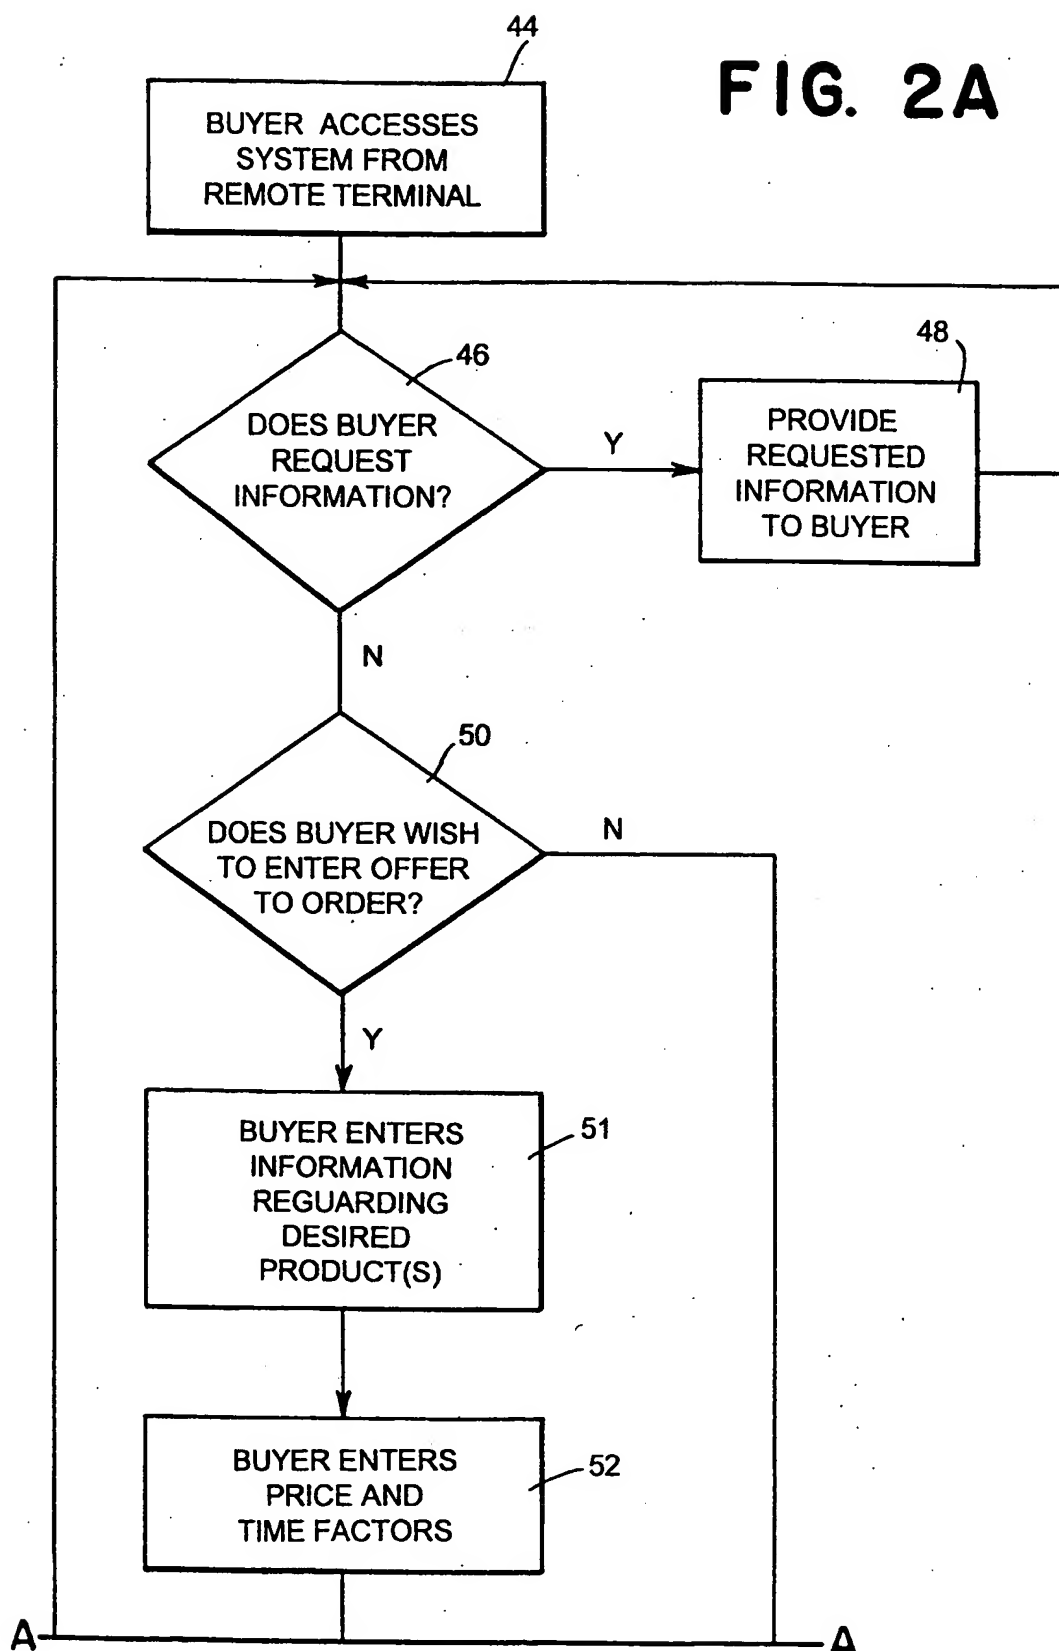 44
FIG. 2A
BUYER ACCESSES
SYSTEM FROM
REMOTE TERMINAL
46
48
DOES BUYER
REQUEST
INFORMATION?
Y
PROVIDE
REQUESTED
INFORMATION
TO BUYER
N
50
DOES BUYER WISH
TO ENTER OFFER
TO ORDER?
N
Y
51
BUYER ENTERS
INFORMATION
REGUARDING
DESIRED
PRODUCT(S)
52
BUYER ENTERS
PRICE AND
TIME FACTORS
A
A